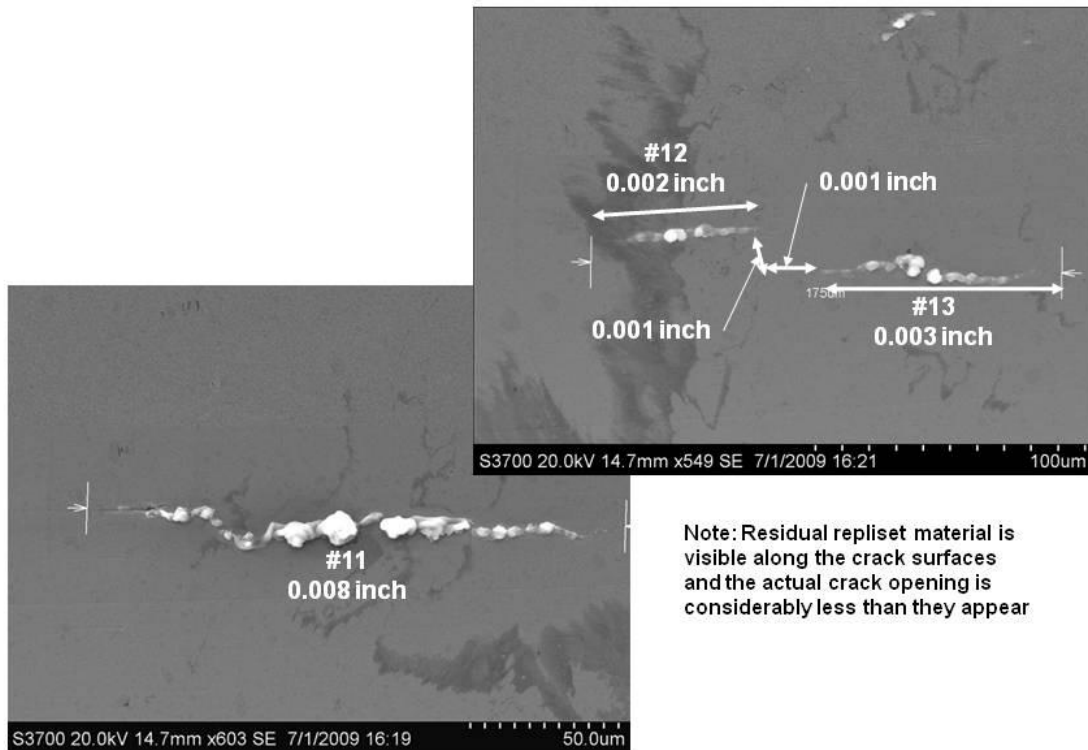 #12
0.002 inch
0.001 inch
175um
0.001 inch
#13
0.003 inch
S3700 20.0kV 14.7mm x549 SE 7/1/2009 16:21
100um
#11
0.008 inch
Note: Residual repliset material is
visible along the crack surfaces
and the actual crack opening is
considerably less than they appear
S3700 20.0kV 14.7mm x603 SE 7/1/2009 16:19
50.0um